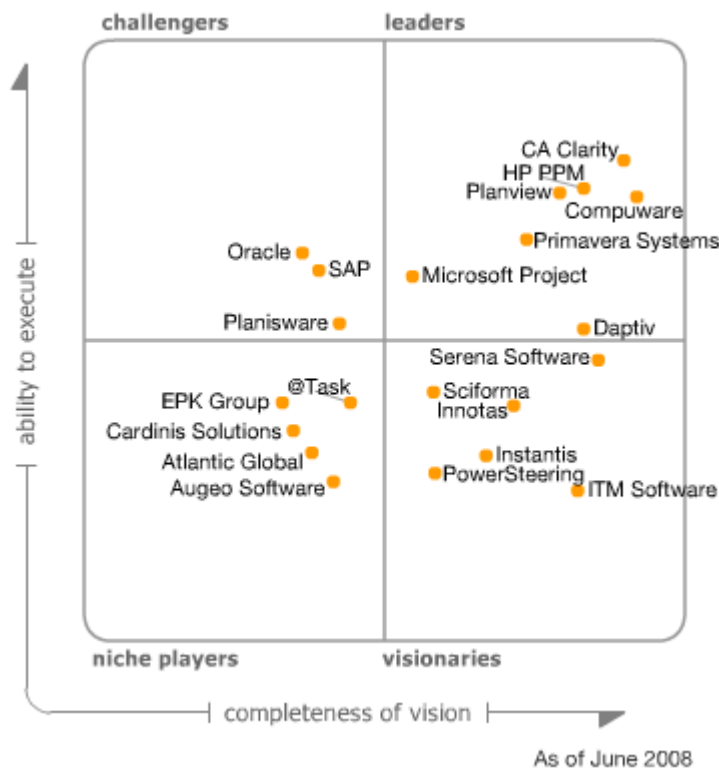 challengers
leaders
CA Clarity
HP PPM
Planview
Compuware
Primavera Systems
Oracle
SAP
Microsoft Project
Planisware
Daptiv
Serena Software
@Task
EPK Group
Sciforma
Innotas
Cardinis Solutions
Atlantic Global
Instantis
Augeo Software
PowerSteering
ITM Software
niche players
visionaries
ability to execute
completeness of vision
As of June 2008